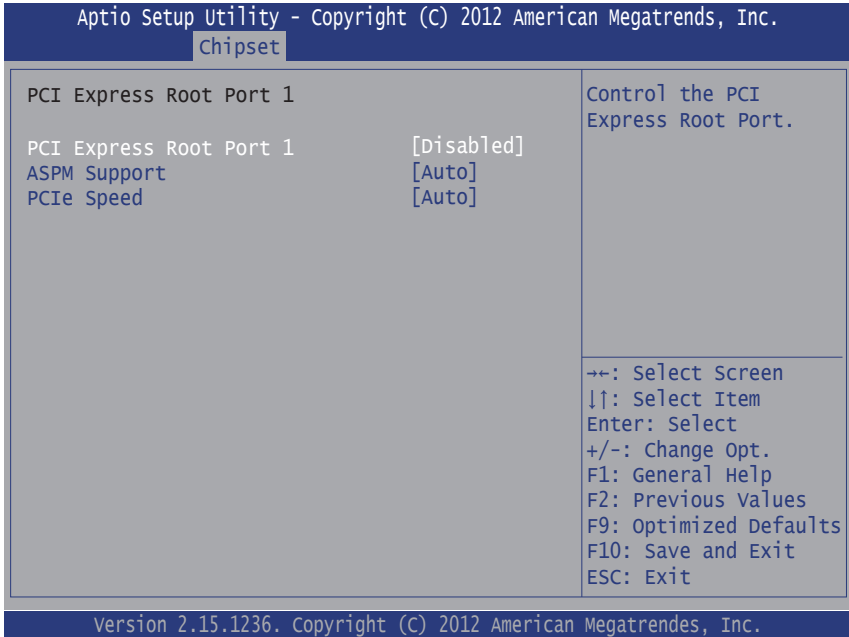 Aptio Setup Utility - Copyright (C) 2012 American Megatrends, Inc.
Chipset
PCI Express Root Port 1
PCI Express Root Port 1 [Disabled]
ASPM Support [Auto]
PCIe Speed [Auto]
Control the PCI
Express Root Port.
→←: Select Screen
↓↑: Select Item
Enter: Select
+/-: Change Opt.
F1: General Help
F2: Previous Values
F9: Optimized Defaults
F10: Save and Exit
ESC: Exit
Version 2.15.1236. Copyright (C) 2012 American Megatrendes, Inc.